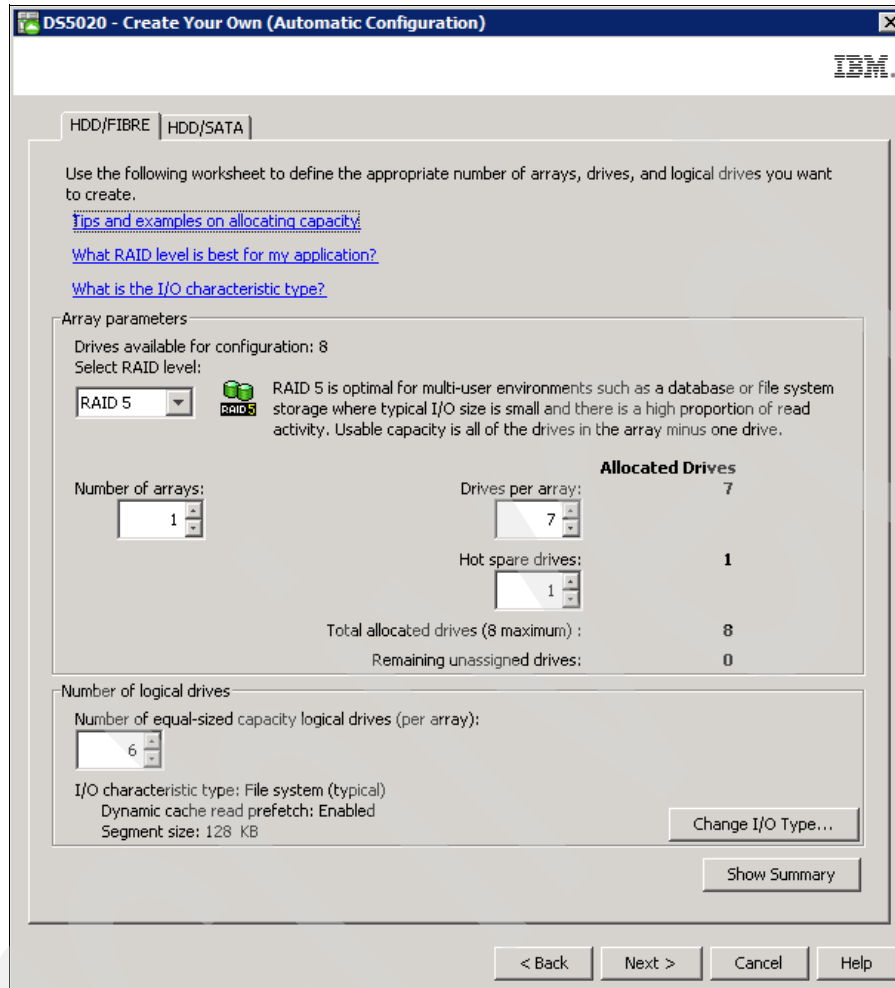 DS5020 - Create Your Own (Automatic Configuration)
IBM.
HDD/FIBRE HDD/SATA
Use the following worksheet to define the appropriate number of arrays, drives, and logical drives you want
to create.
Tips and examples on allocating capacity
What RAID level is best for my application?
What is the I/O characteristic type?
Array parameters
Drives available for configuration: 8
Select RAID level:
RAID 5
RAID 5
RAID 5 is optimal for multi-user environments such as a database or file system
storage where typical I/O size is small and there is a high proportion of read
activity. Usable capacity is all of the drives in the array minus one drive.
Allocated Drives
Number of arrays: Drives per array: 7
1 7
Hot spare drives: 1
1
Total allocated drives (8 maximum) : 8
Remaining unassigned drives: 0
Number of logical drives
Number of equal-sized capacity logical drives (per array):
6
I/O characteristic type: File system (typical)
Dynamic cache read prefetch: Enabled
Segment size: 128 KB
Change I/O Type...
Show Summary
< Back Next > Cancel Help